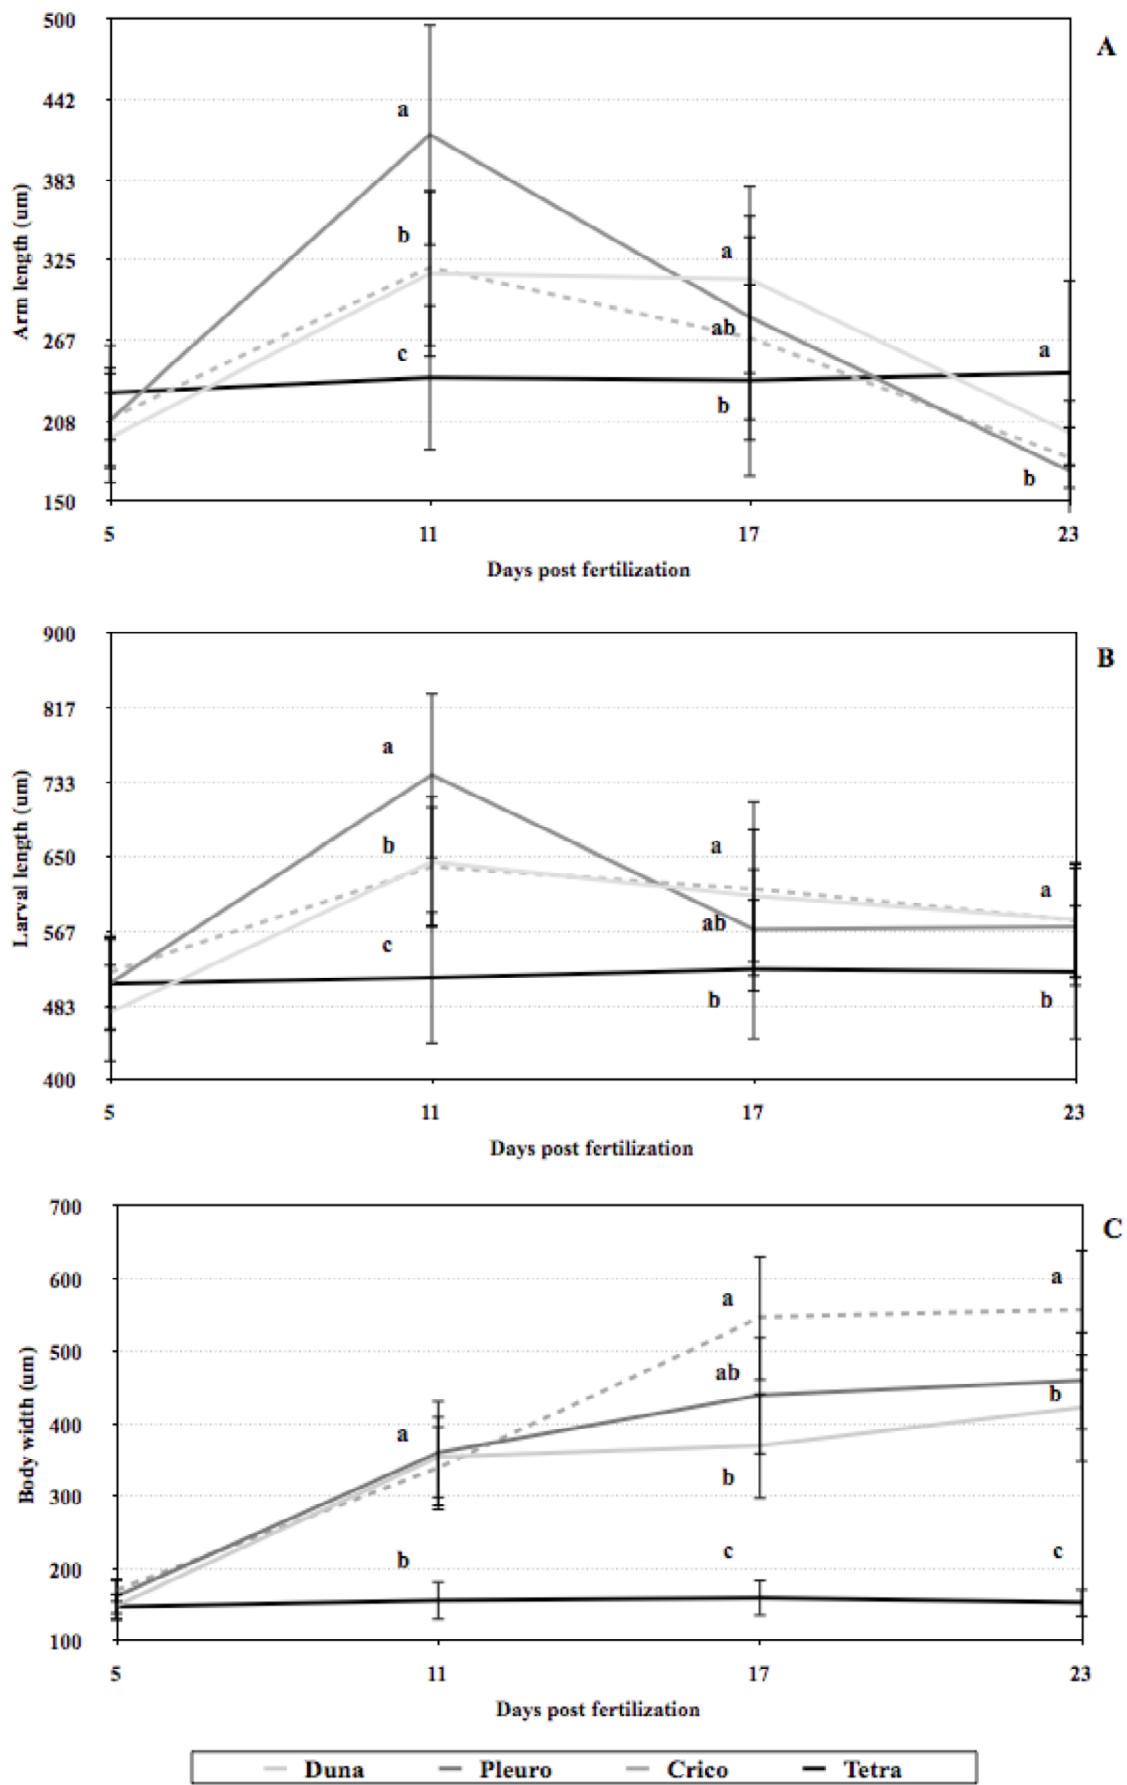 500
A
442
a
383
b
a
325
ab
267
c
a
b
208
b
150
5 11 17 23
Arm length (um)
Days post fertilization
900
B
817
a
733
b
a
650
a
ab
567
c
b
b
483
400
5 11 17 23
Larval length (um)
Days post fertilization
700
C
600
a
a
500
ab
b
400
a
b
300
c
c
b
200
100
5 11 17 23
Body width (um)
Days post fertilization
Duna Pleuro Crico Tetra